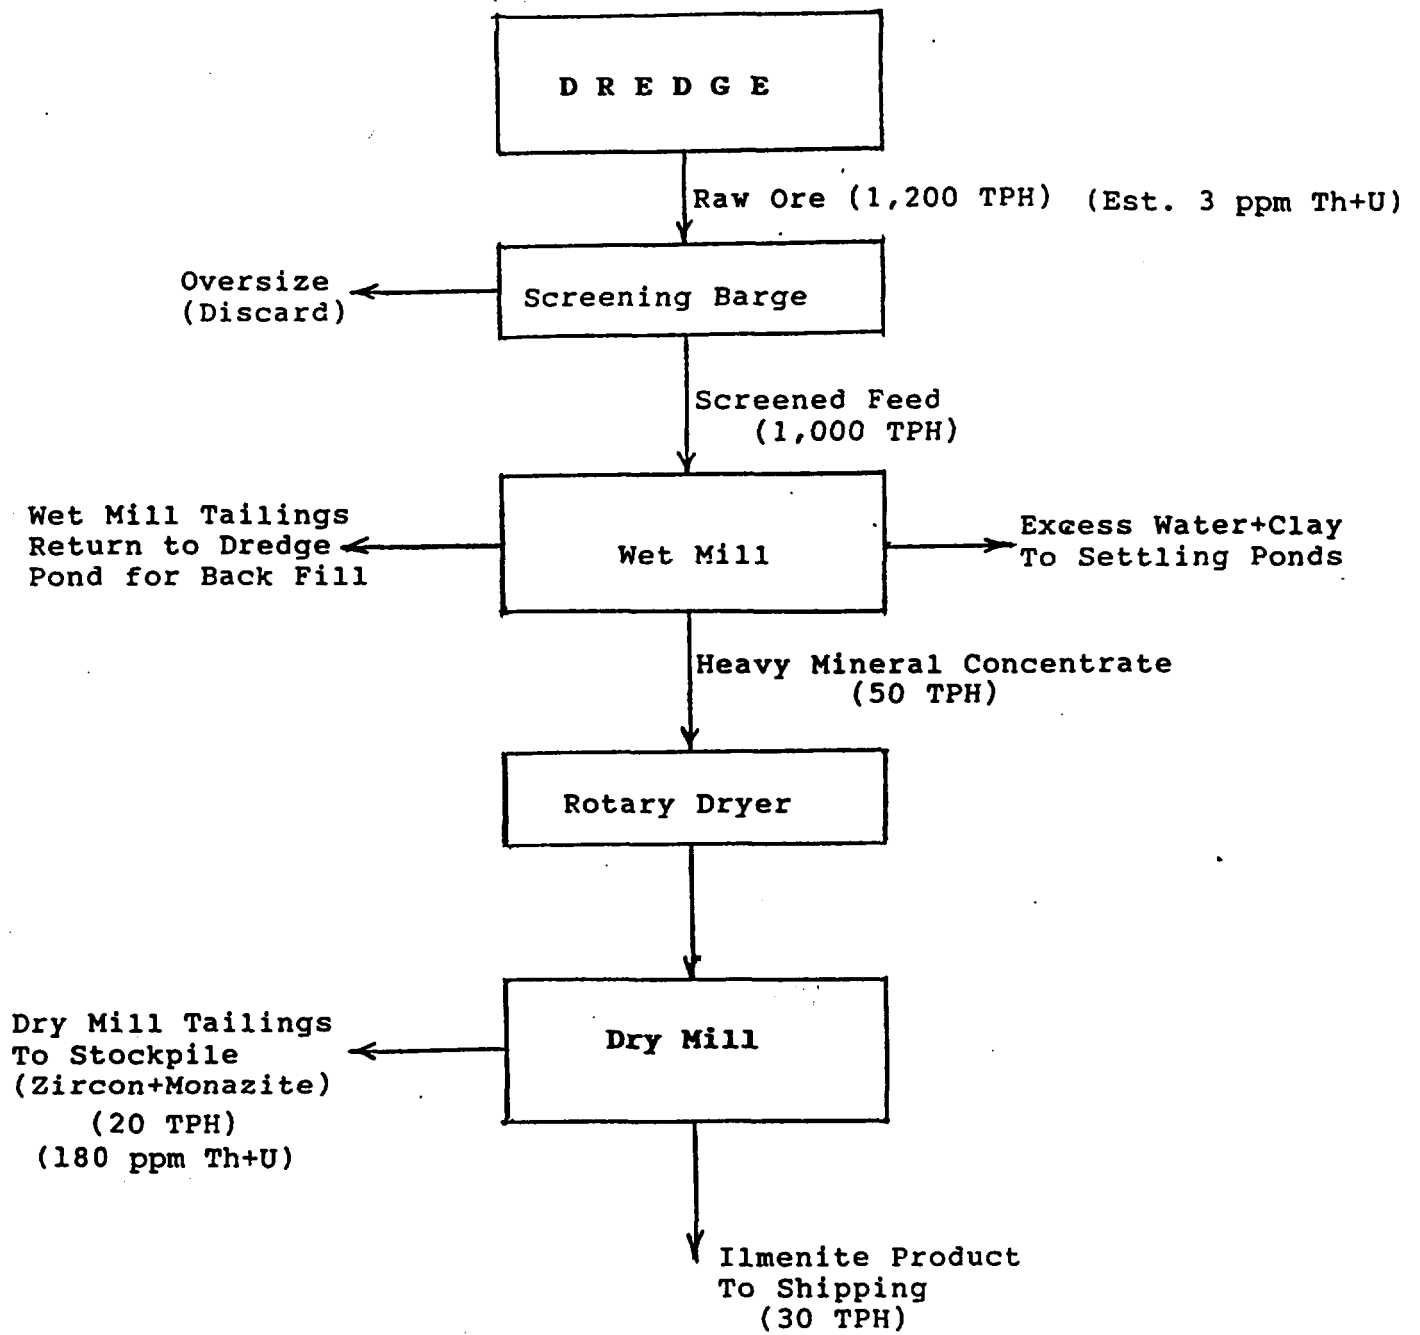 D R E D G E
Raw Ore (1,200 TPH) (Est. 3 ppm Th+U)
Oversize
(Discard)
Screening Barge
Screened Feed
(1,000 TPH)
Wet Mill Tailings
Return to Dredge
Pond for Back Fill
Wet Mill
Excess Water+Clay
To Settling Ponds
Heavy Mineral Concentrate
(50 TPH)
Rotary Dryer
Dry Mill Tailings
To Stockpile
(Zircon+Monazite)
(20 TPH)
(180 ppm Th+U)
Dry Mill
Ilmenite Product
To Shipping
(30 TPH)